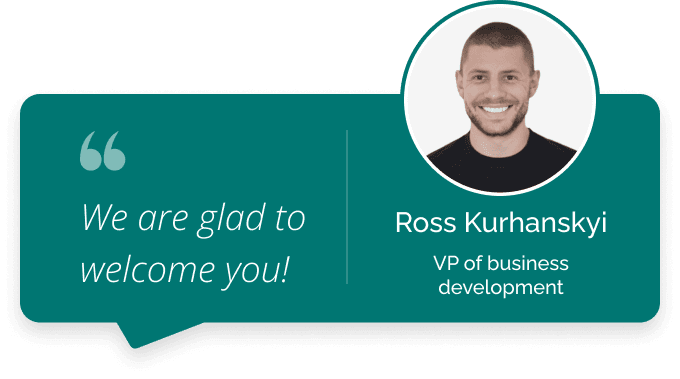 “
We are glad to
welcome you!
Ross Kurhanskyi
VP of business
development